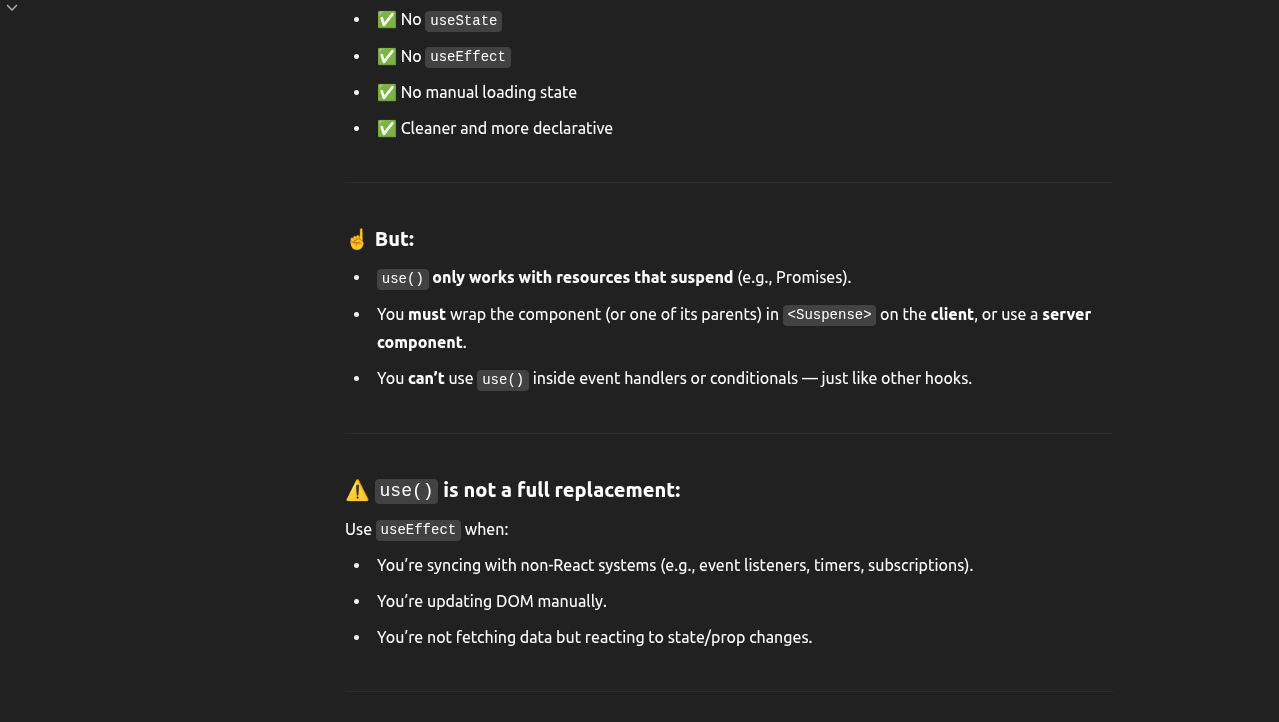 ✅ No useState
✅ No useEffect
✅ No manual loading state
✅ Cleaner and more declarative
☝️ But:
use() only works with resources that suspend (e.g., Promises).
You must wrap the component (or one of its parents) in <Suspense> on the client, or use a server
component.
You can’t use use() inside event handlers or conditionals — just like other hooks.
⚠️ use() is not a full replacement:
Use useEffect when:
You’re syncing with non-React systems (e.g., event listeners, timers, subscriptions).
You’re updating DOM manually.
You’re not fetching data but reacting to state/prop changes.